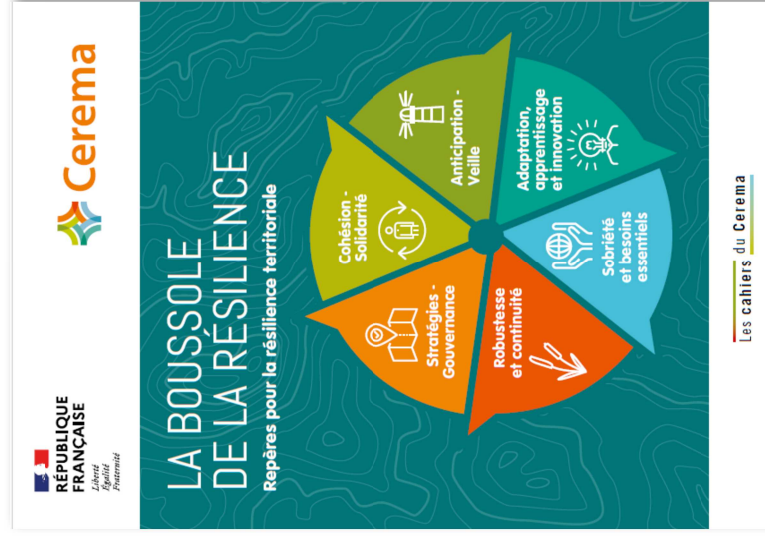 RÉPUBLIQUE
FRANÇAISE
Liberté
Égalité
Fraternité
Cerema
LA BOUSSOLE
DE LA RÉSILIENCE
Repères pour la résilience territoriale
Cohésion -
Solidarité
Anticipation -
Veille
Stratégies -
Gouvernance
Adaptation,
apprentissage
et innovation
Robustesse
et continuité
Sobriété
et besoins
essentiels
Les cahiers du Cerema